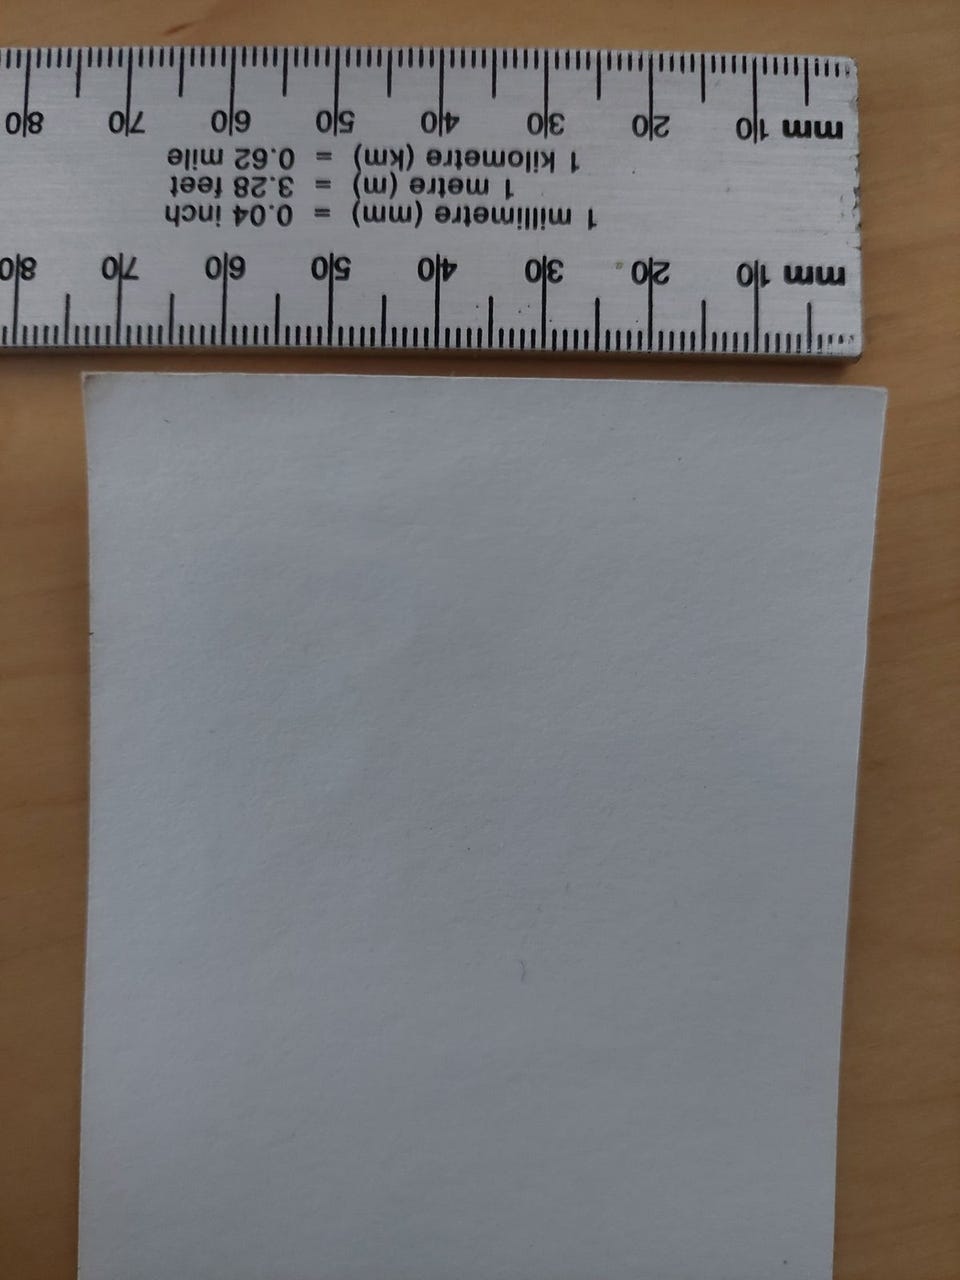 mm 10 20 30 40 50 60 70 80
1 millimetre (mm) = 0.04 inch
1 metre (m) = 3.28 feet
1 kilometre (km) = 0.62 mile
mm 10 20 30 40 50 60 70 80